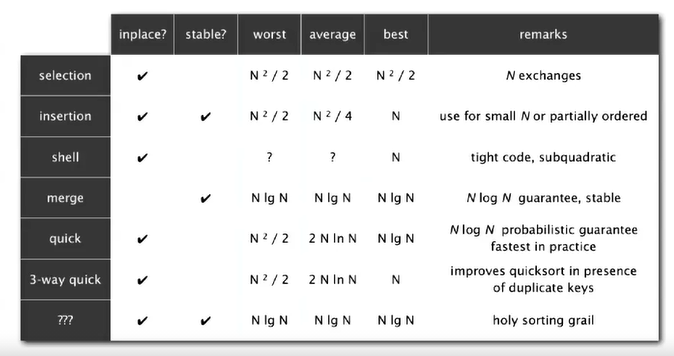 inplace? stable? worst average best remarks
selection ✔ N ² / 2 N ² / 2 N ² / 2 N exchanges
insertion ✔ ✔ N ² / 2 N ² / 4 N use for small N or partially ordered
shell ✔ ? ? N tight code, subquadratic
merge ✔ N lg N N lg N N lg N N log N guarantee, stable
quick ✔ N ² / 2 2 N ln N N lg N N log N probabilistic guarantee
fastest in practice
3-way quick ✔ N ² / 2 2 N ln N N improves quicksort in presence
of duplicate keys
??? ✔ ✔ N lg N N lg N N lg N holy sorting grail